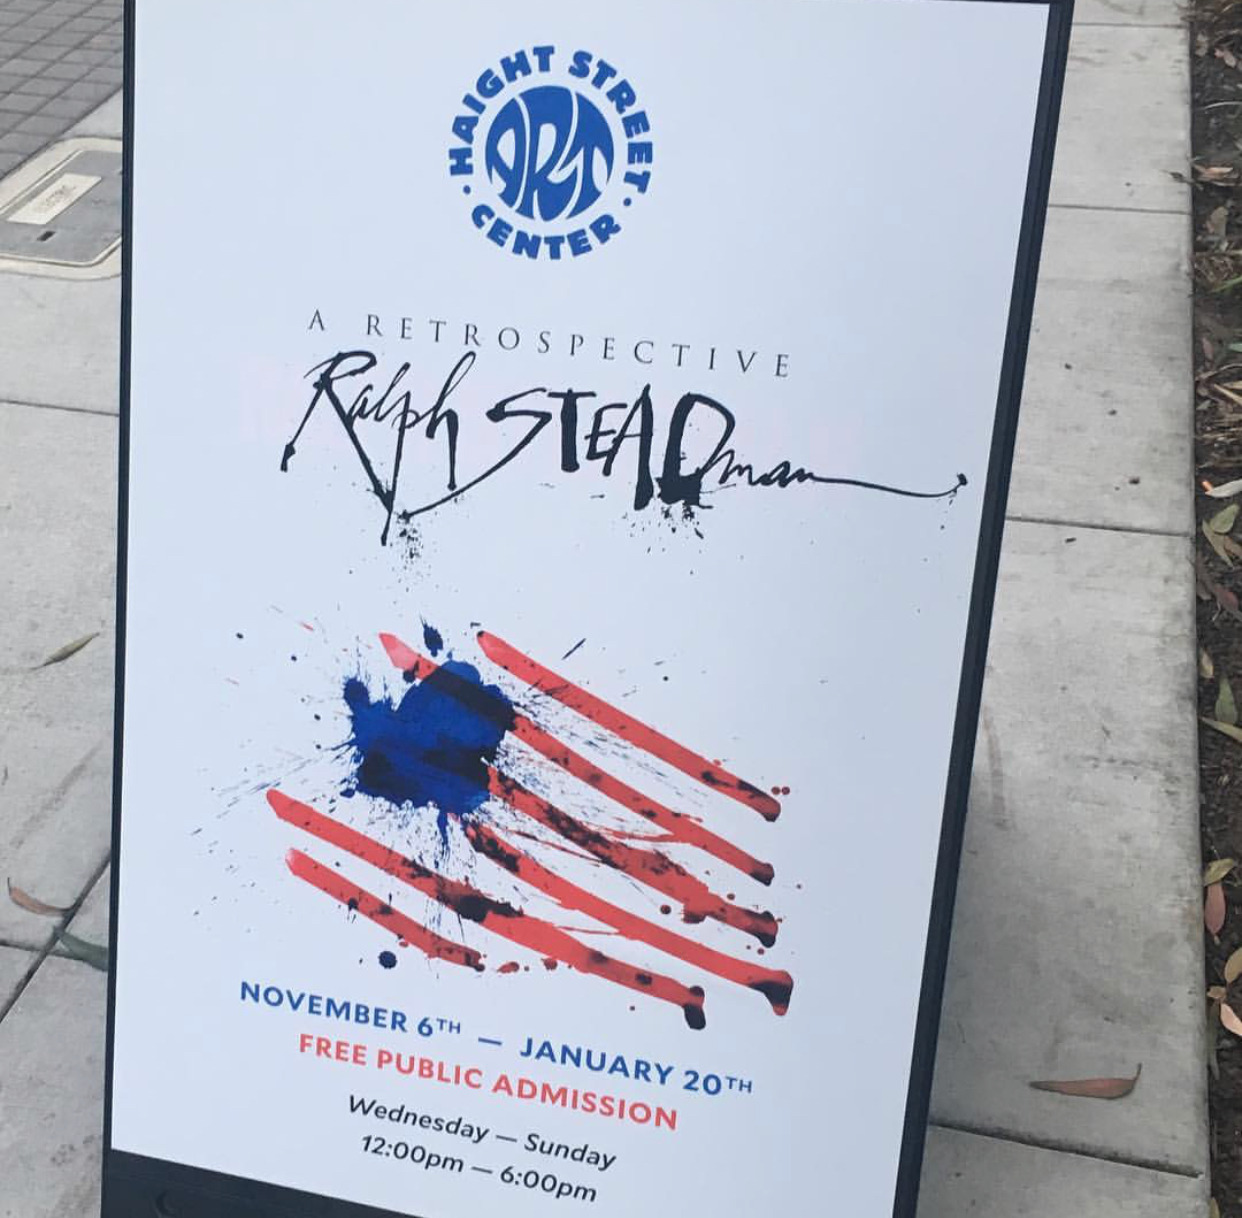 HAIGHT STREET
ART
CENTER
A RETROSPECTIVE
Ralph STEADman
NOVEMBER 6TH — JANUARY 20TH
FREE PUBLIC ADMISSION
Wednesday — Sunday
12:00pm — 6:00pm